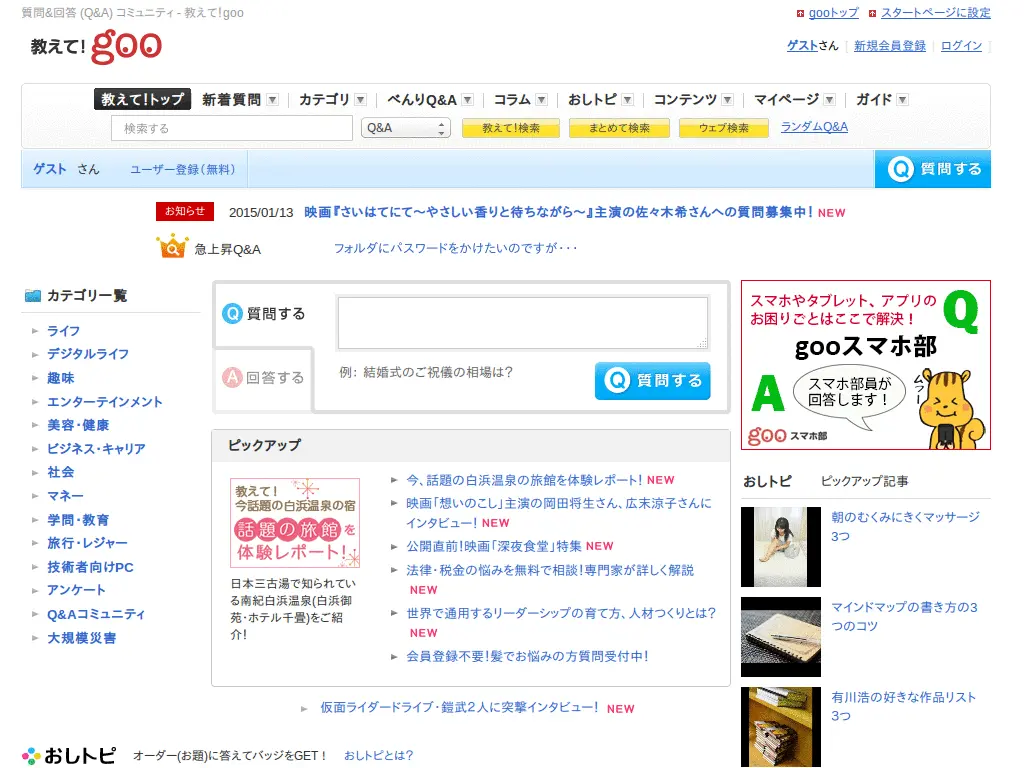 質問&回答 (Q&A) コミュニティ - 教えて!goo
gooトップ スタートページに設定
教えて! goo
ゲストさん 新規会員登録 ログイン
教えて!トップ 新着質問 カテゴリ べんりQ&A コラム おしトピ コンテンツ マイページ ガイド
検索する Q&A 教えて!検索 まとめて検索 ウェブ検索 ランダムQ&A
ゲスト さん ユーザー登録(無料) Q 質問する
お知らせ 2015/01/13 映画『さいはてにて~やさしい香りと待ちながら~』主演の佐々木希さんへの質問募集中! NEW
急上昇Q&A フォルダにパスワードをかけたいのですが・・・
カテゴリ一覧
ライフ
デジタルライフ
趣味
エンターテインメント
美容・健康
ビジネス・キャリア
社会
マネー
学問・教育
旅行・レジャー
技術者向けPC
アンケート
Q&Aコミュニティ
大規模災害
Q 質問する
A 回答する
例: 結婚式のご祝儀の相場は?
Q 質問する
ピックアップ
教えて!
今話題の白浜温泉の宿
話題の旅館を
体験レポート!
日本三古湯で知られてい
る南紀白浜温泉(白浜御
苑・ホテル千畳)をご紹
介!
今、話題の白浜温泉の旅館を体験レポート! NEW
映画「想いのこし」主演の岡田将生さん、広末涼子さんに
インタビュー! NEW
公開直前!映画「深夜食堂」特集 NEW
法律・税金の悩みを無料で相談!専門家が詳しく解説
NEW
世界で通用するリーダーシップの育て方、人材つくりとは?
NEW
会員登録不要!髪でお悩みの方質問受付中!
仮面ライダードライブ・鎧武2人に突撃インタビュー! NEW
スマホやタブレット、アプリの
お困りごとはここで解決!
Q
gooスマホ部
A
スマホ部員が
回答します!
ムラー
goo スマホ部
おしトピ ピックアップ記事
朝のむくみにきくマッサージ
3つ
マインドマップの書き方の3
つのコツ
有川浩の好きな作品リスト
3つ
おしトピ オーダー(お題)に答えてバッジをGET! おしトピとは?